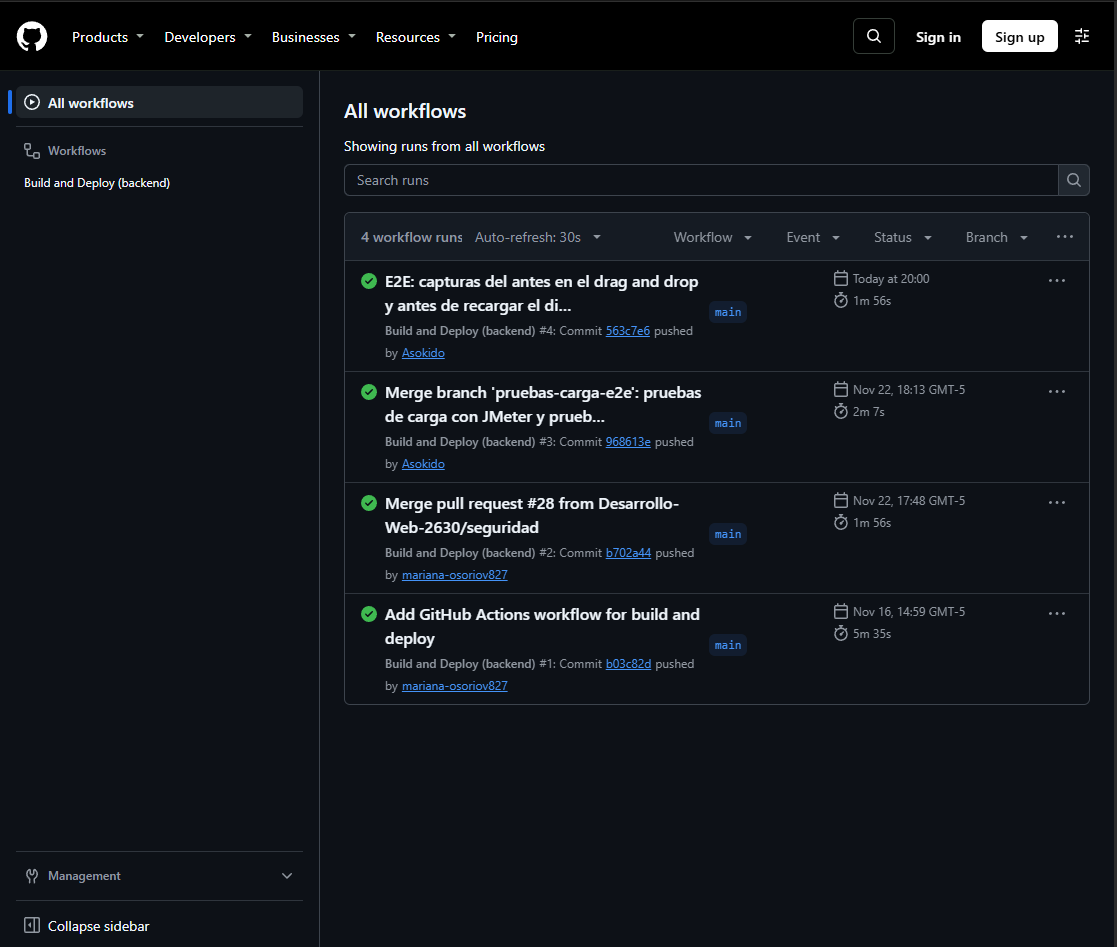 Products Developers Businesses Resources Pricing Sign in Sign up
All workflows
Workflows
Build and Deploy (backend)
All workflows
Showing runs from all workflows
Search runs
4 workflow runs Auto-refresh: 30s Workflow Event Status Branch
E2E: capturas del antes en el drag and drop
y antes de recargar el di...
Build and Deploy (backend) #4: Commit 563c7e6 pushed
by Asokido
main
Today at 20:00
1m 56s
Merge branch 'pruebas-carga-e2e': pruebas
de carga con JMeter y prueb...
Build and Deploy (backend) #3: Commit 968613e pushed
by Asokido
main
Nov 22, 18:13 GMT-5
2m 7s
Merge pull request #28 from Desarrollo-
Web-2630/seguridad
Build and Deploy (backend) #2: Commit b702a44 pushed
by mariana-osoriov827
main
Nov 22, 17:48 GMT-5
1m 56s
Add GitHub Actions workflow for build and
deploy
Build and Deploy (backend) #1: Commit b03c82d pushed
by mariana-osoriov827
main
Nov 16, 14:59 GMT-5
5m 35s
Management
Collapse sidebar